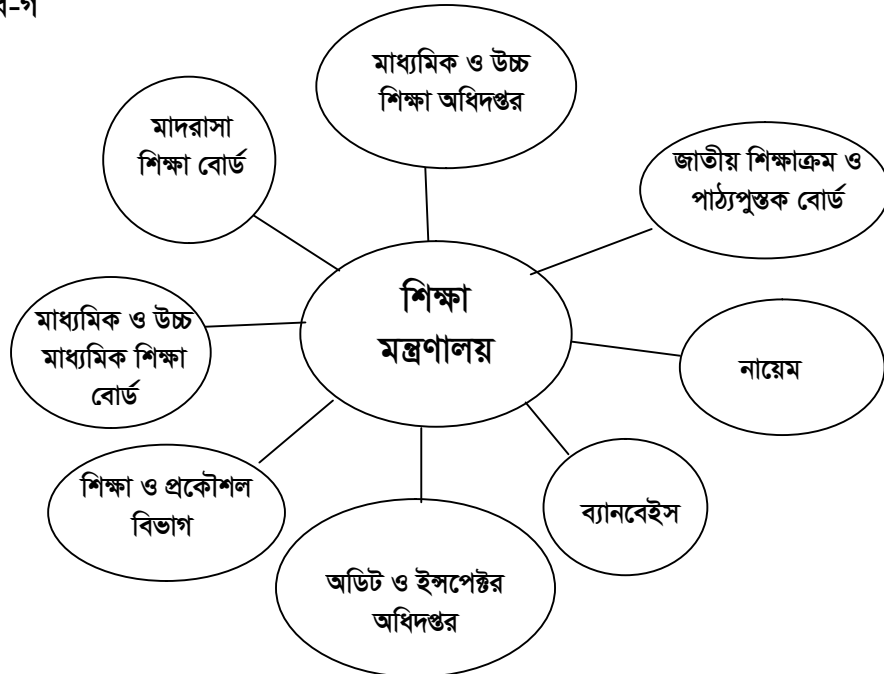 মাধ্যমিক ও উচ্চ
শিক্ষা অধিদপ্তর
মাদরাসা
শিক্ষা বোর্ড
জাতীয় শিক্ষাক্রম ও
পাঠ্যপুস্তক বোর্ড
শিক্ষা
মন্ত্রণালয়
মাধ্যমিক ও উচ্চ
মাধ্যমিক শিক্ষা
বোর্ড
নায়েম
শিক্ষা ও প্রকৌশল
বিভাগ
ব্যানবেইস
অডিট ও ইন্সপেক্টর
অধিদপ্তর